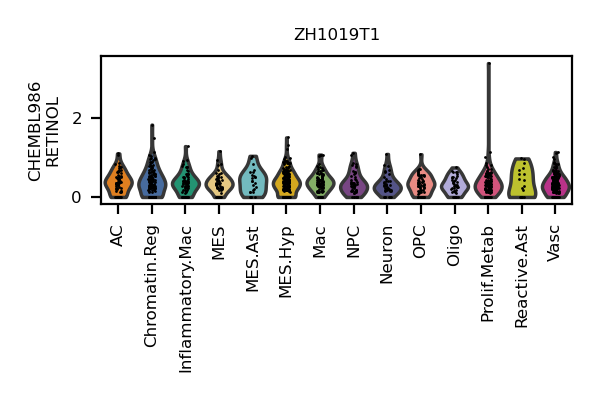 ZH1019T1
CHEMBL986
RETINOL
2
0
AC
Chromatin.Reg
Inflammatory.Mac
MES
MES.Ast
MES.Hyp
Mac
NPC
Neuron
OPC
Oligo
Prolif.Metab
Reactive.Ast
Vasc